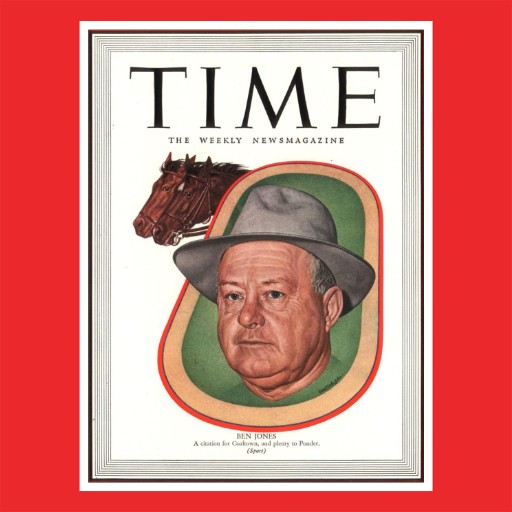 TIME
THE WEEKLY NEWSMAGAZINE
BEN JONES
A citation for Coaltown, and plenty to Ponder.
(Sport)